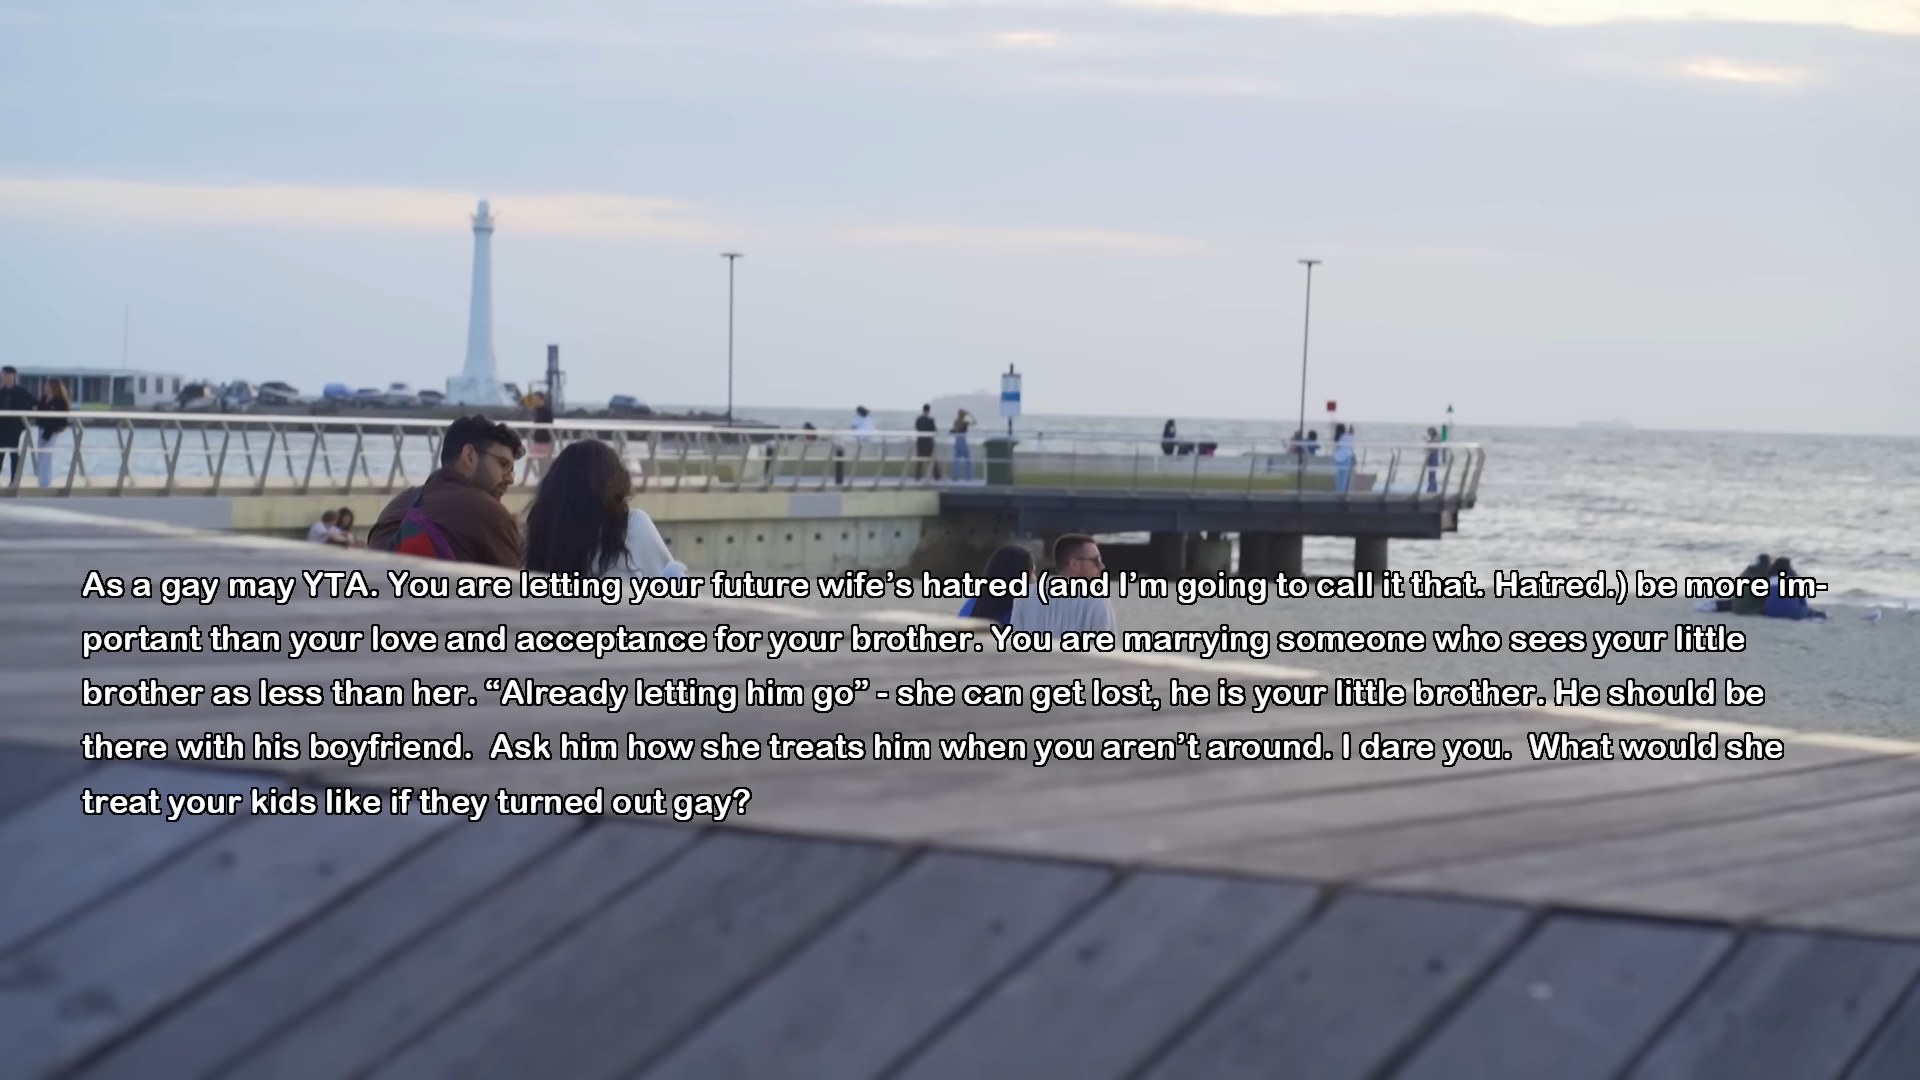 As a gay may YTA. You are letting your future wife’s hatred (and I’m going to call it that. Hatred.) be more im-
portant than your love and acceptance for your brother. You are marrying someone who sees your little
brother as less than her. “Already letting him go” - she can get lost, he is your little brother. He should be
there with his boyfriend.  Ask him how she treats him when you aren’t around. I dare you.  What would she
treat your kids like if they turned out gay?